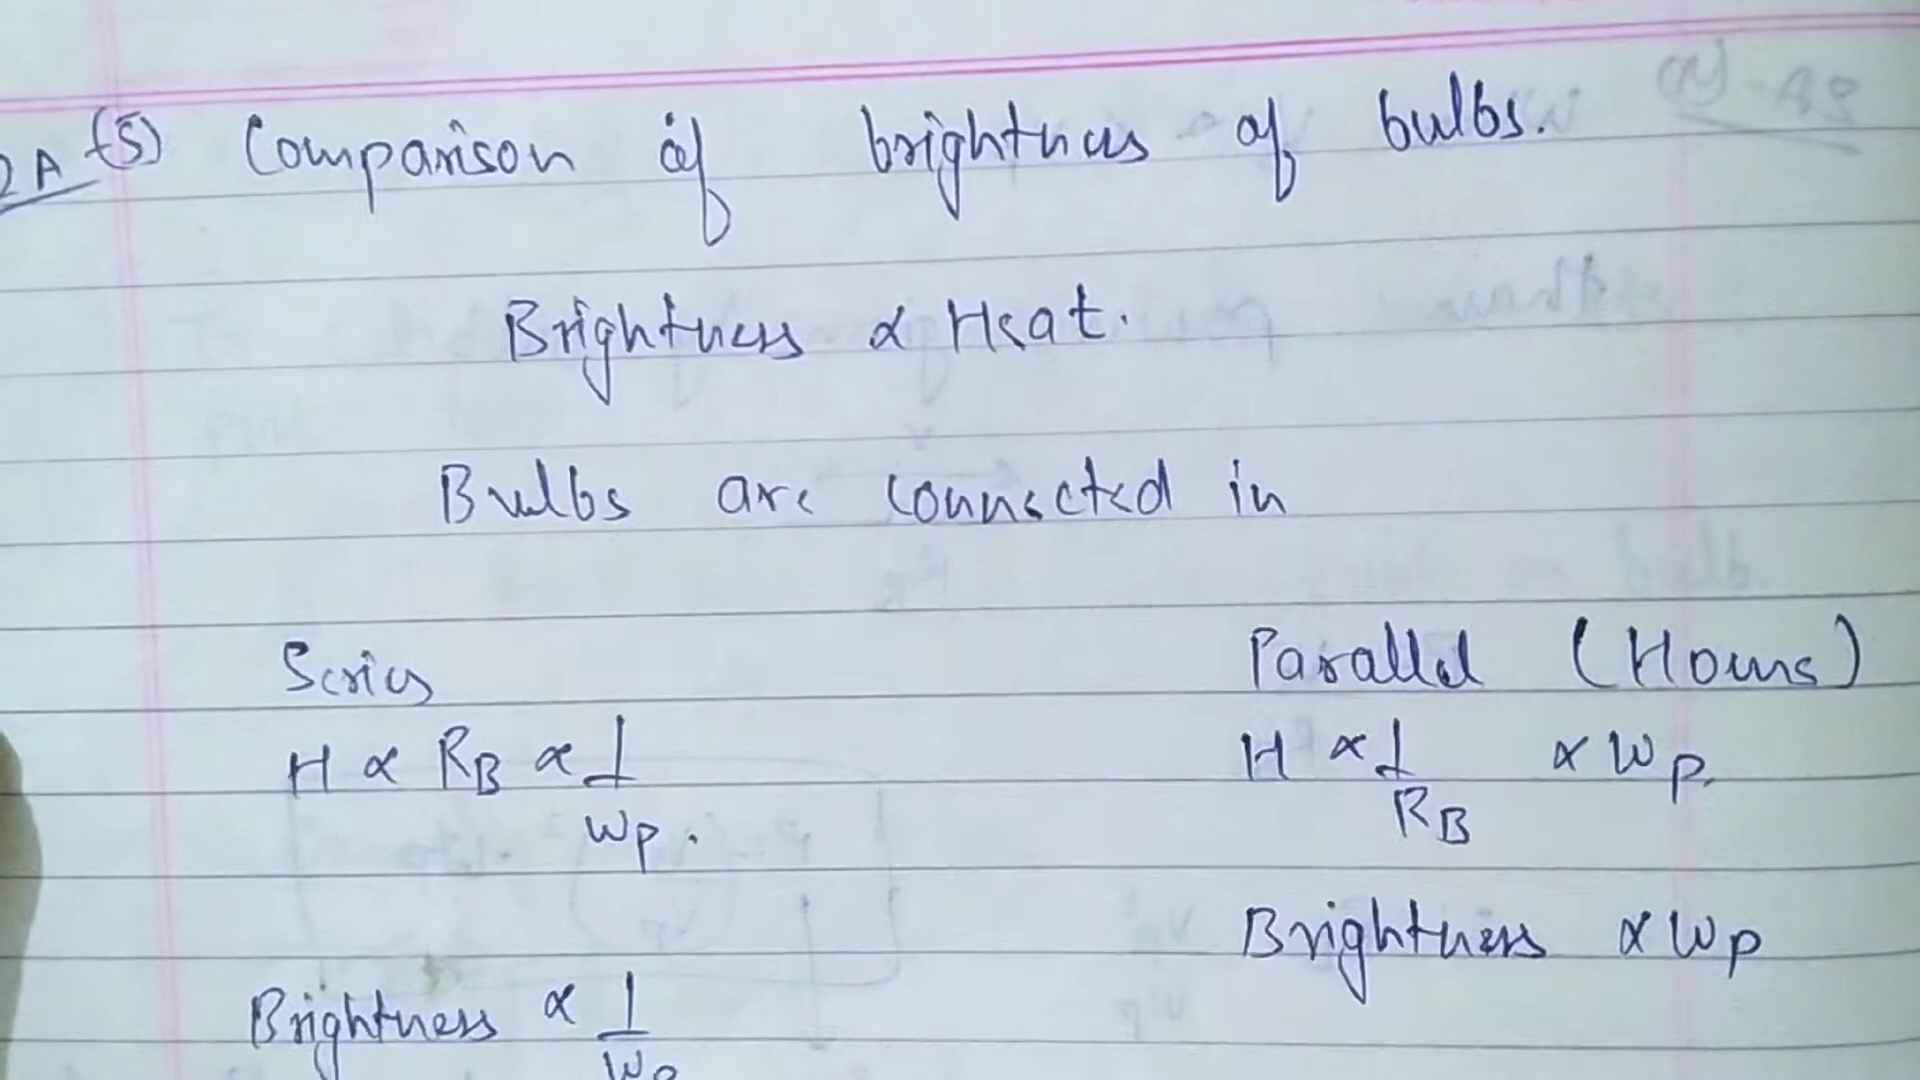 2A (5) Comparison of brightness of bulbs.
Brightness ∝ Heat.
Bulbs are connected in
Series
Parallel (Homes)
H ∝ R_B ∝ 1/W_P.
H ∝ 1/R_B ∝ W_P.
Brightness ∝ W_P
Brightness ∝ 1/W_P